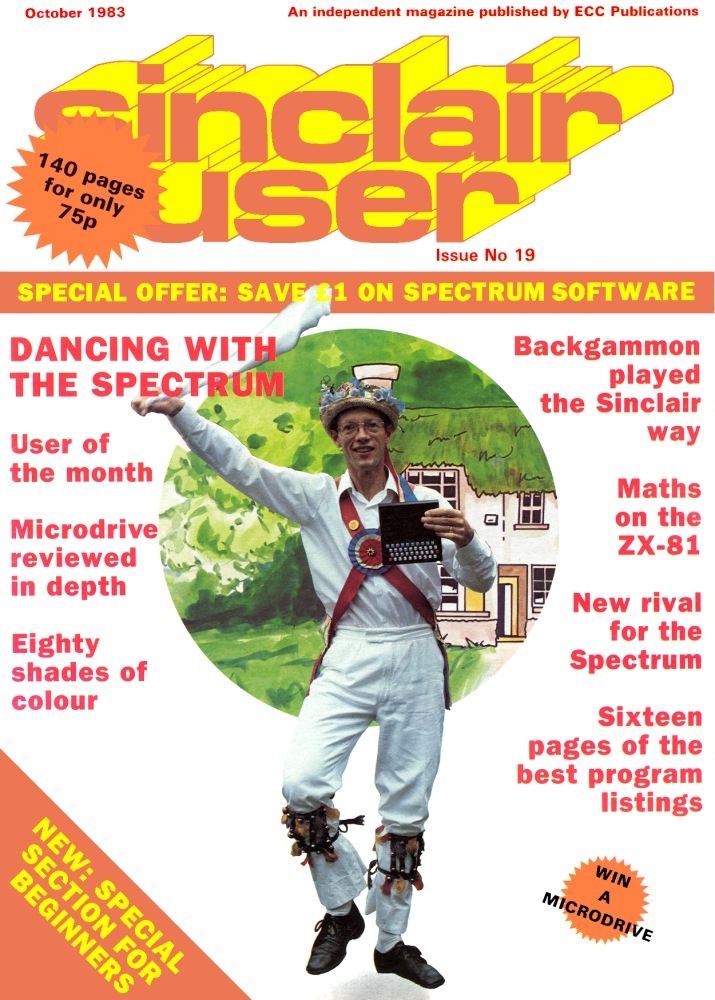 October 1983
An independent magazine published by ECC Publications
sinclair
user
140 pages
for only
75p
Issue No 19
SPECIAL OFFER: SAVE £1 ON SPECTRUM SOFTWARE
DANCING WITH
THE SPECTRUM
User of
the month
Microdrive
reviewed
in depth
Eighty
shades of
colour
Backgammon
played
the Sinclair
way
Maths
on the
ZX-81
New rival
for the
Spectrum
Sixteen
pages of the
best program
listings
NEW: SPECIAL
SECTION FOR
BEGINNERS
WIN
A
MICRODRIVE